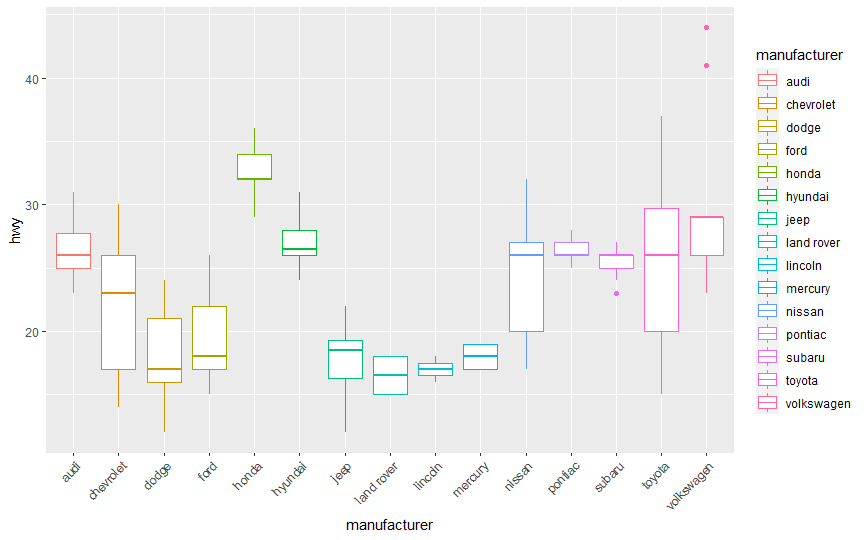 hwy
40
30
20
audi
chevrolet
dodge
ford
honda
hyundai
jeep
land rover
lincoln
mercury
nissan
pontiac
subaru
toyota
volkswagen
manufacturer
manufacturer
audi
chevrolet
dodge
ford
honda
hyundai
jeep
land rover
lincoln
mercury
nissan
pontiac
subaru
toyota
volkswagen